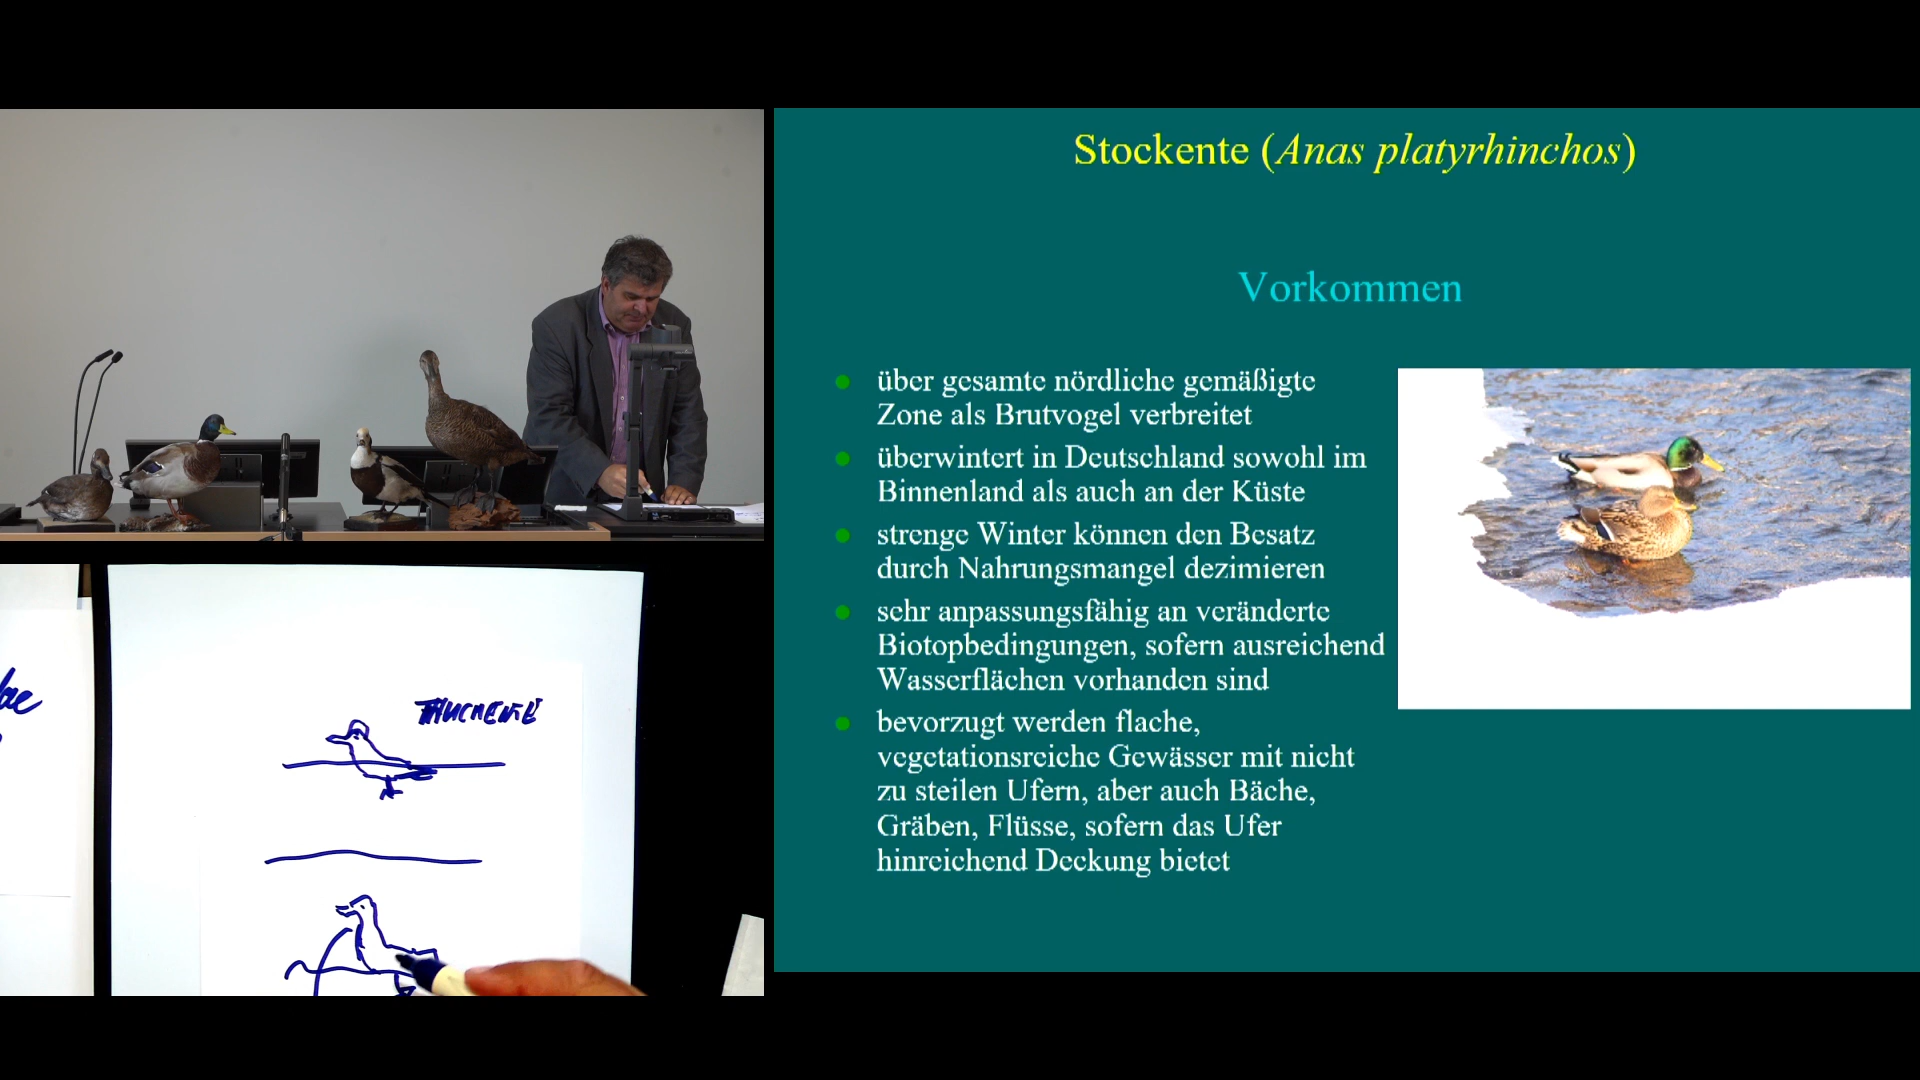 Stockente (Anas platyrhinchos)
Vorkommen
über gesamte nördliche gemäßigte
Zone als Brutvogel verbreitet
überwintert in Deutschland sowohl im
Binnenland als auch an der Küste
strenge Winter können den Besatz
durch Nahrungsmangel dezimieren
sehr anpassungsfähig an veränderte
Biotopbedingungen, sofern ausreichend
Wasserflächen vorhanden sind
bevorzugt werden flache,
vegetationsreiche Gewässer mit nicht
zu steilen Ufern, aber auch Bäche,
Gräben, Flüsse, sofern das Ufer
hinreichend Deckung bietet